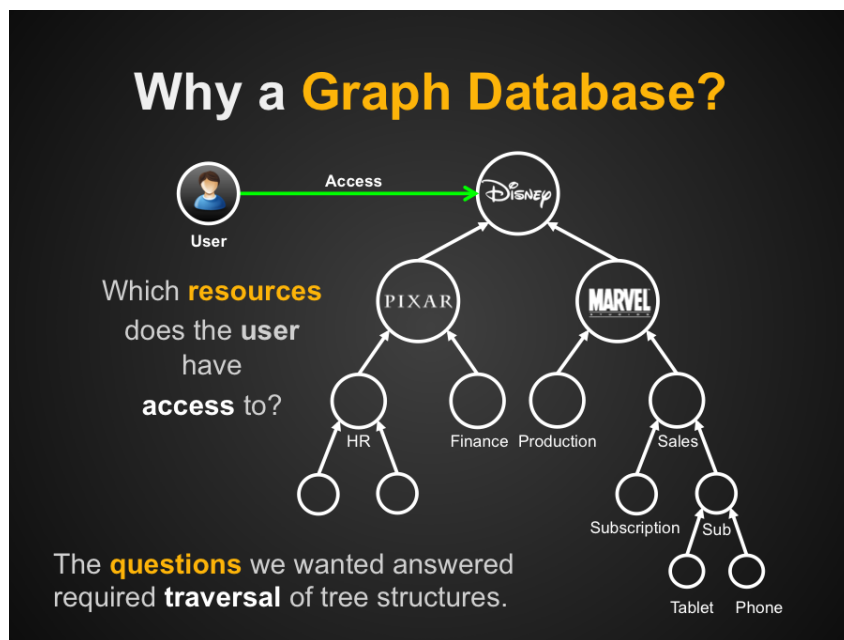 Why a Graph Database?
Access
Disney
User
Which resources
does the user
have
access to?
PIXAR
MARVEL
STUDIOS
HR
Finance
Production
Sales
Subscription
Sub
Tablet
Phone
The questions we wanted answered
required traversal of tree structures.